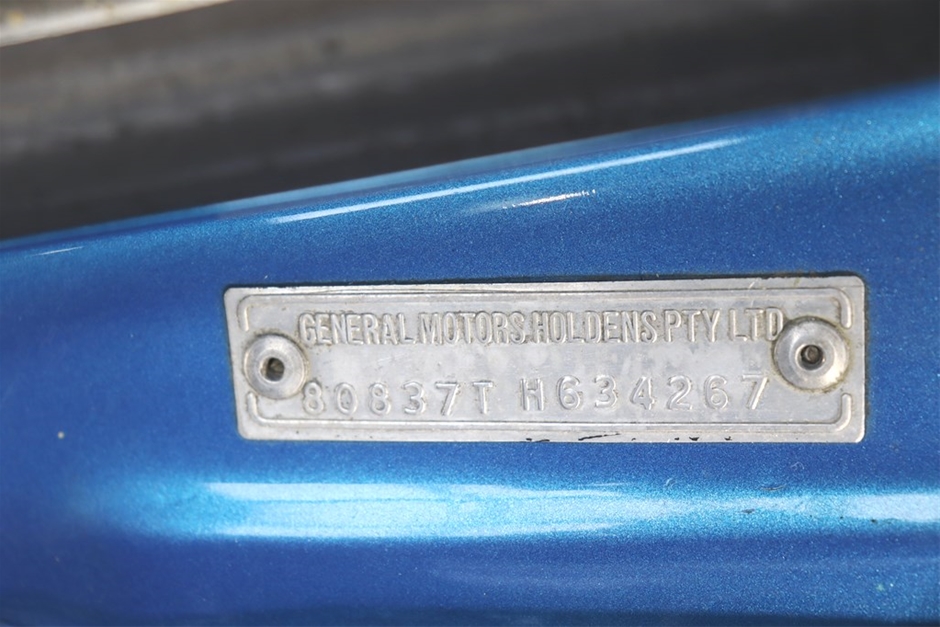 GENERAL MOTORS.HOLDENS PTY LTD
80837T H634267